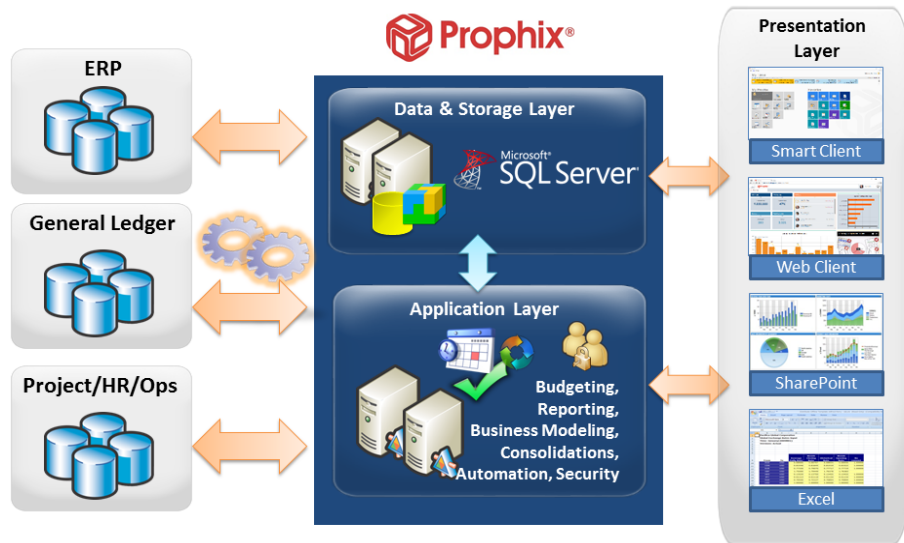 Prophix®
ERP
General Ledger
Project/HR/Ops
Data & Storage Layer
Microsoft®
SQL Server®
Application Layer
Budgeting,
Reporting,
Business Modeling,
Consolidations,
Automation, Security
Presentation
Layer
Smart Client
Web Client
SharePoint
Excel